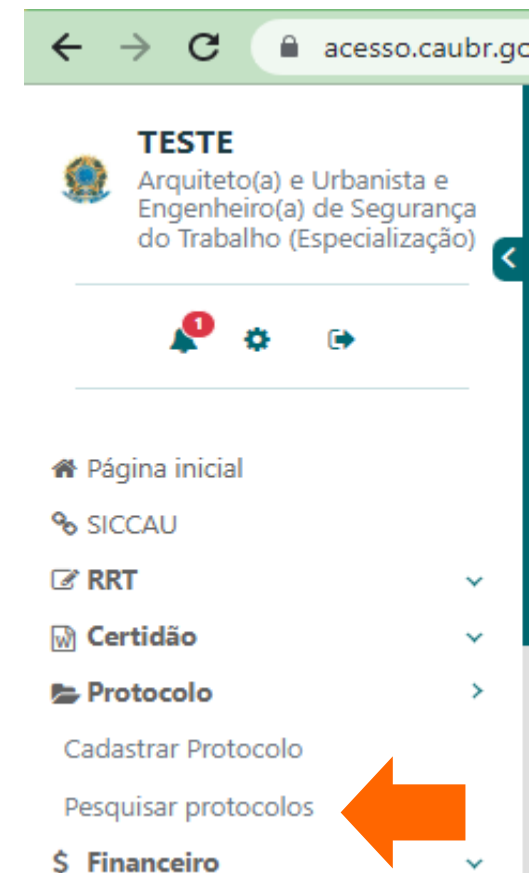 acesso.caubr.go
TESTE
Arquiteto(a) e Urbanista e
Engenheiro(a) de Segurança
do Trabalho (Especialização)
1
Página inicial
SICCAU
RRT
Certidão
Protocolo
Cadastrar Protocolo
Pesquisar protocolos
$ Financeiro